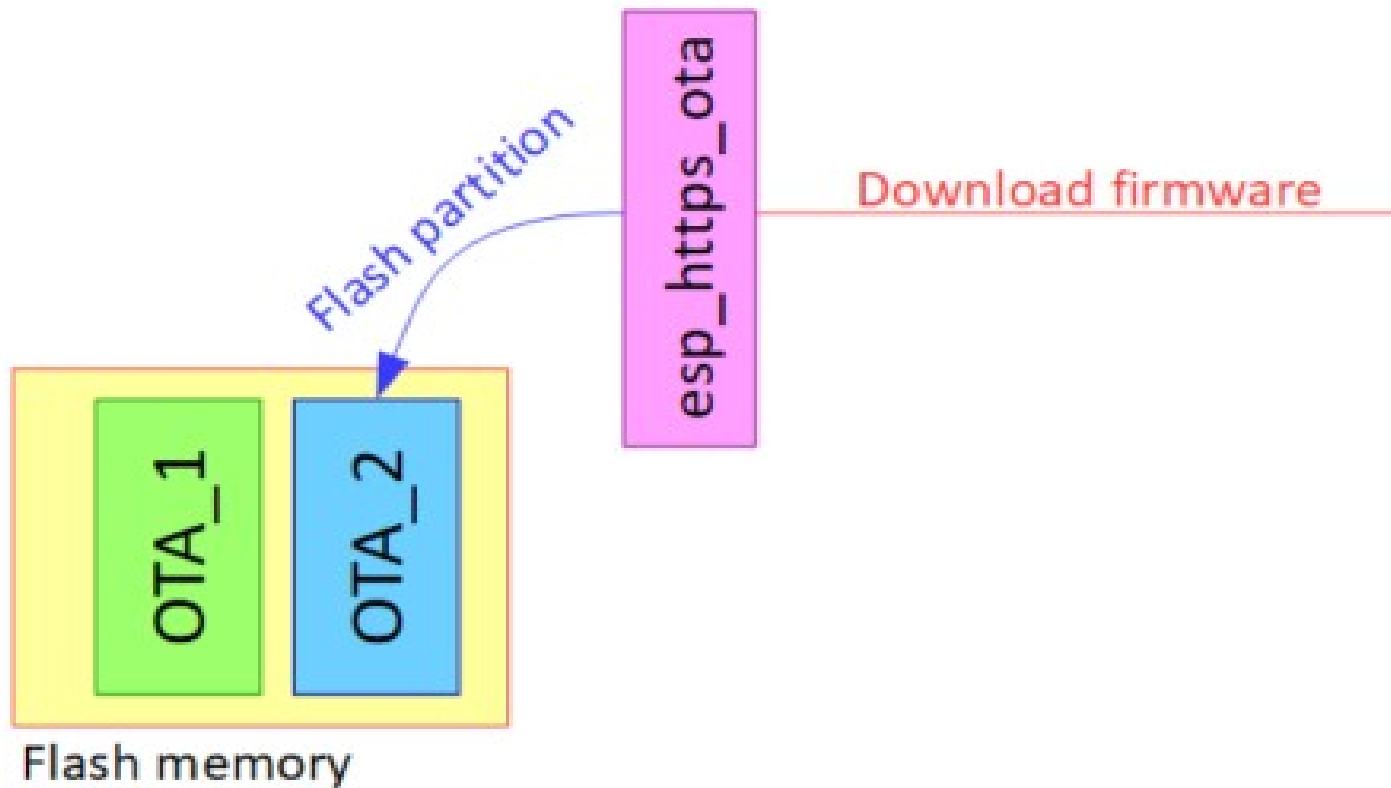 esp_https_ota
Download firmware
Flash partition
OTA_1
OTA_2
Flash memory